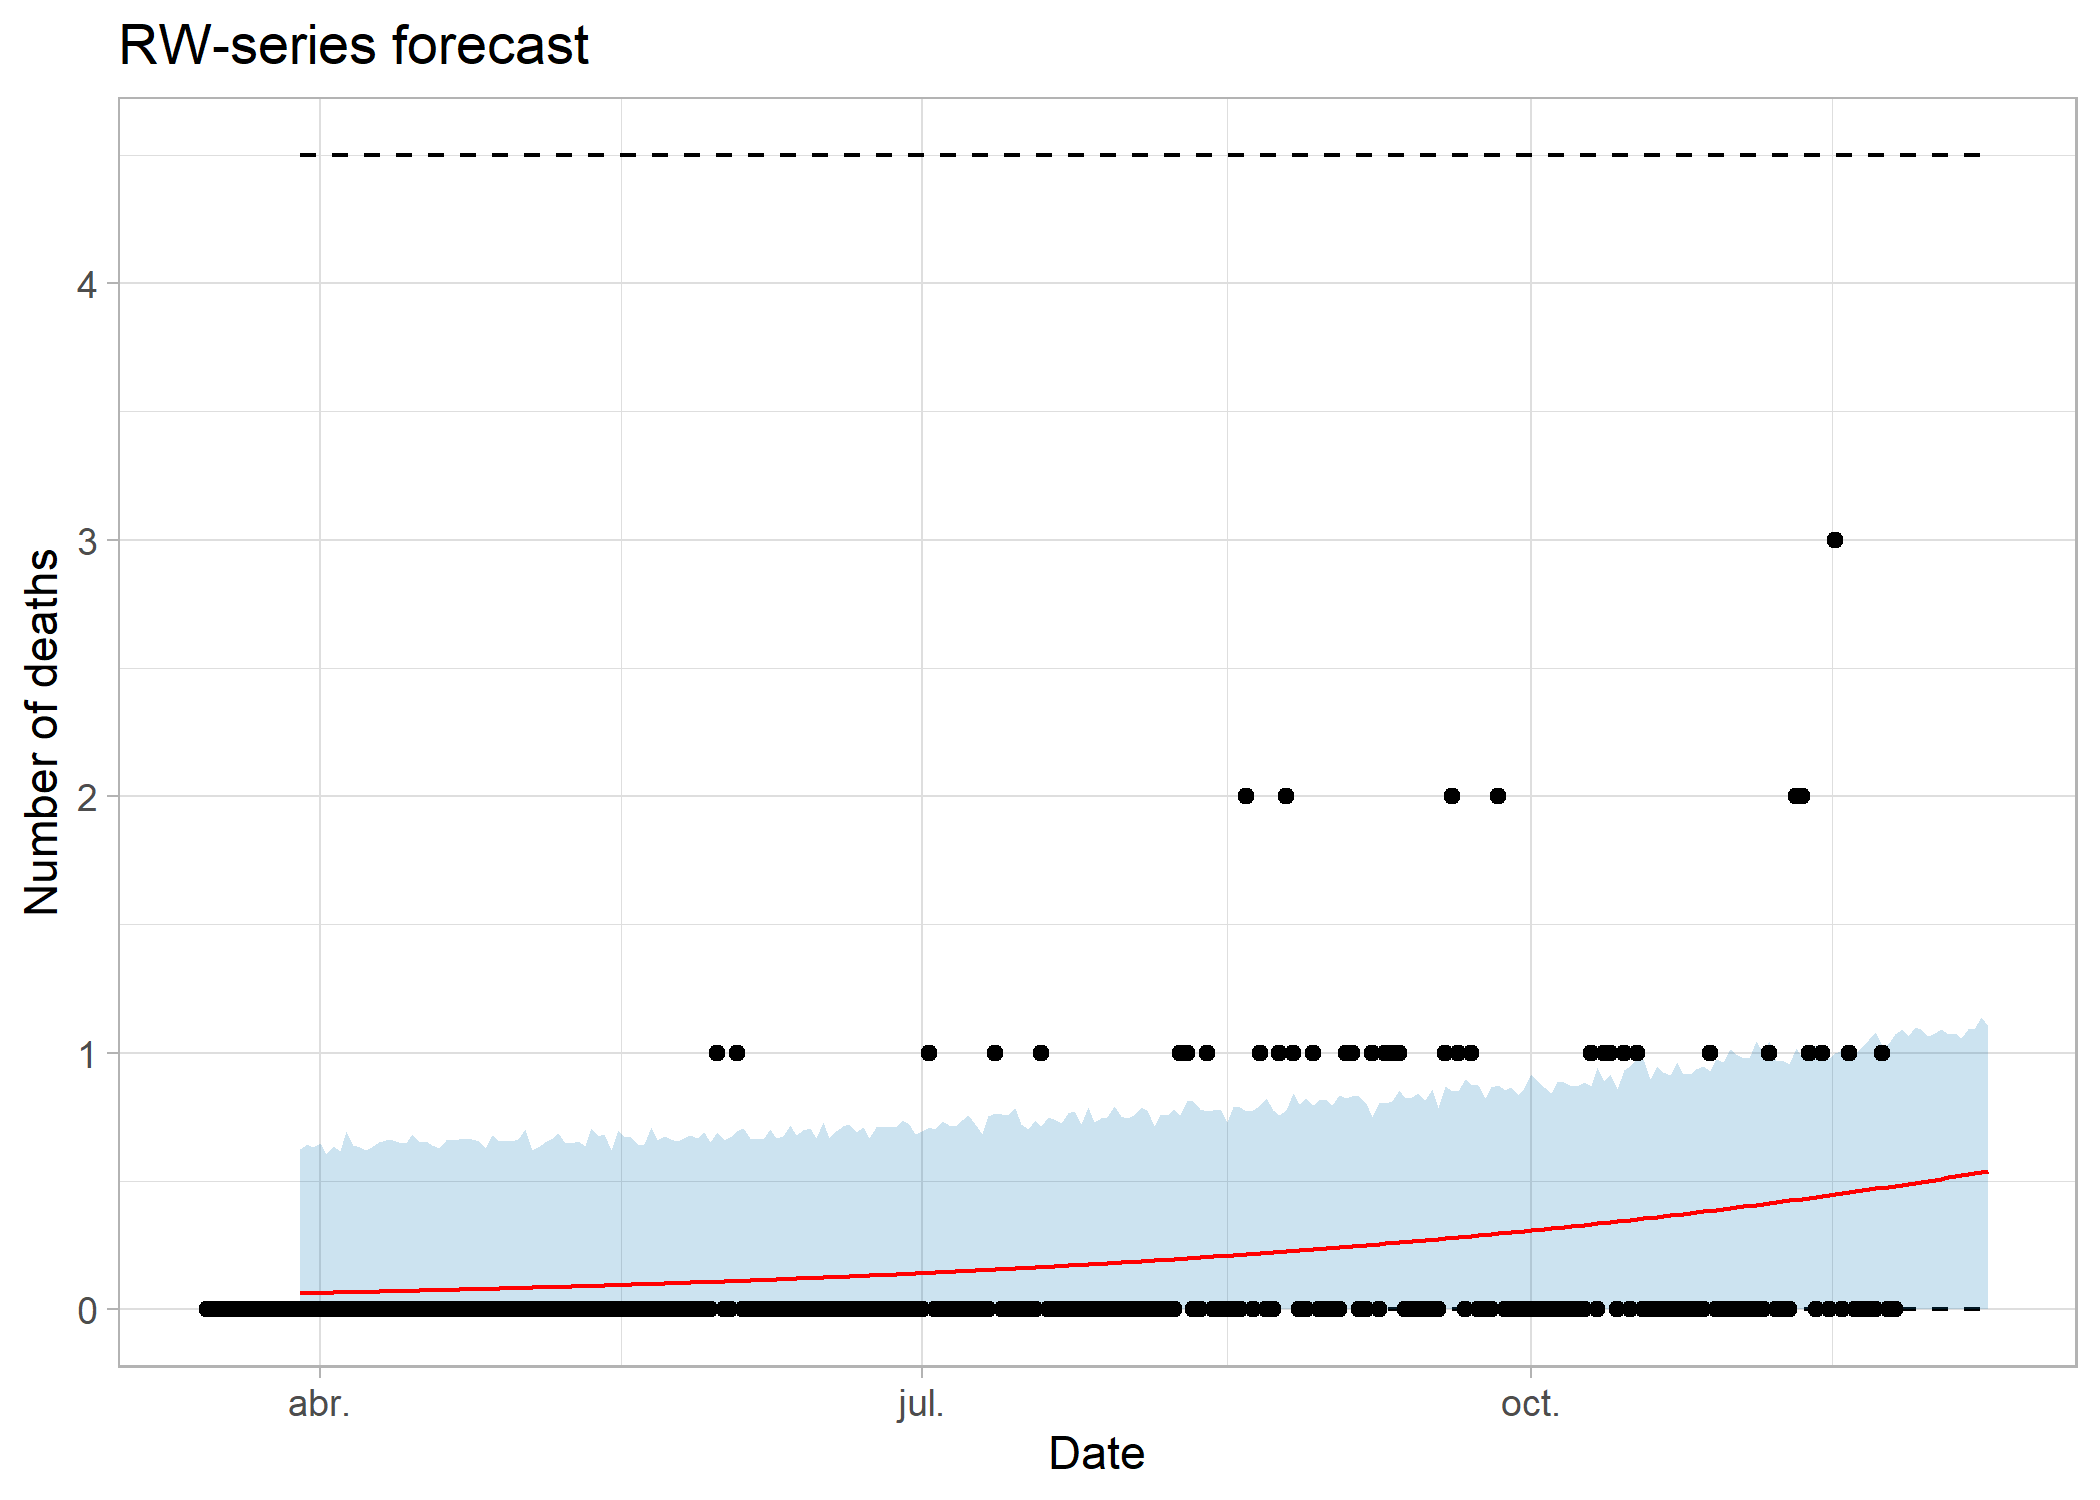 RW-series forecast
Number of deaths
4
3
2
1
0
abr.
jul.
oct.
Date